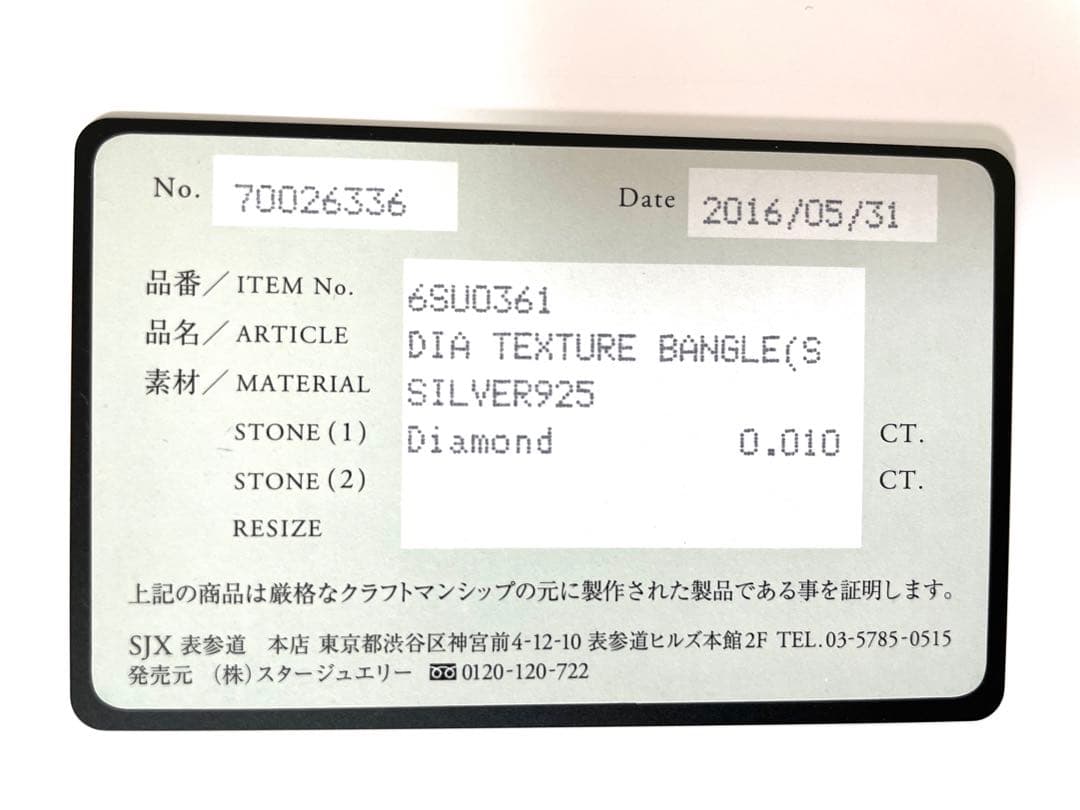 No. 70026336 Date 2016/05/31
品番／ITEM No. 6SU0361
品名／ARTICLE DIA TEXTURE BANGLE(S
素材／MATERIAL SILVER925
STONE (1) Diamond 0.010 CT.
STONE (2) CT.
RESIZE
上記の商品は厳格なクラフトマンシップの元に製作された製品である事を証明します。
SJX 表参道　本店 東京都渋谷区神宮前4-12-10 表参道ヒルズ本館2F TEL.03-5785-0515
発売元 （株）スタージュエリー 0120-120-722